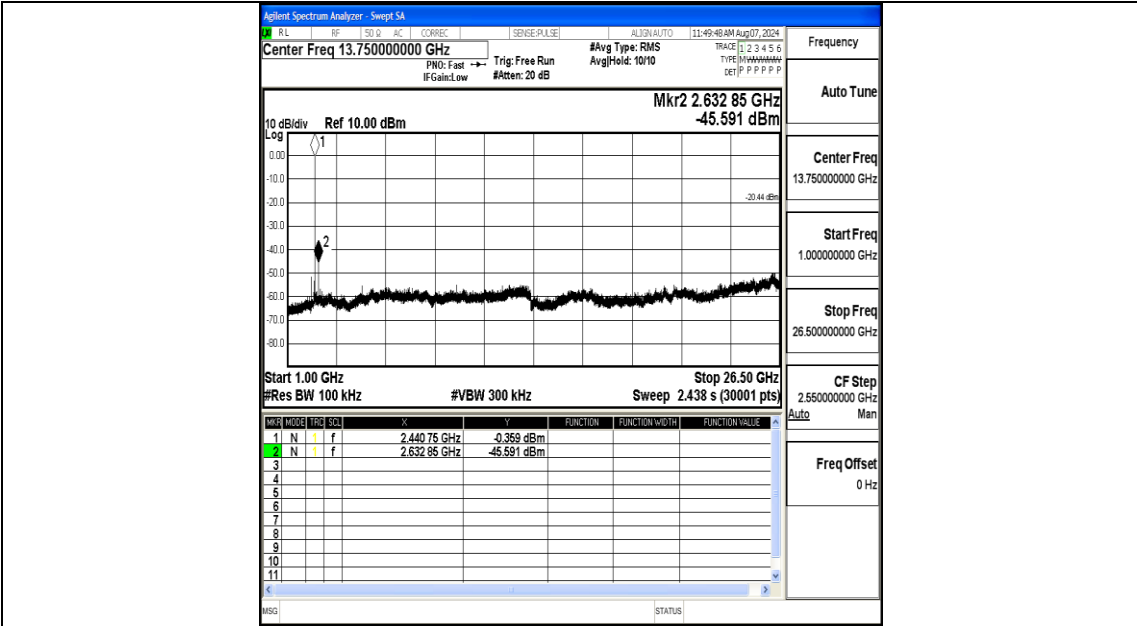 Agilent Spectrum Analyzer - Swept SA
RL RF 50 Ω AC CORREC SENSE:PULSE ALIGN AUTO 11:49:48 AM Aug 07, 2024
Center Freq 13.750000000 GHz
PNO: Fast
IFGain:Low
Trig: Free Run
#Atten: 20 dB
#Avg Type: RMS
Avg|Hold: 10/10
TRACE 1 2 3 4 5 6
TYPE
DET P P P P P P
Mkr2 2.632 85 GHz
-45.591 dBm
10 dB/div Ref 10.00 dBm
Log
0.00
-10.0
-20.0
-30.0
-40.0
-50.0
-60.0
-70.0
-80.0
1
2
-20.44 dBm
Start 1.00 GHz Stop 26.50 GHz
#Res BW 100 kHz #VBW 300 kHz Sweep 2.438 s (30001 pts)
MKR MODE TRC SCL X Y FUNCTION FUNCTION WIDTH FUNCTION VALUE
1 N 1 f 2.440 75 GHz -0.359 dBm
2 N 1 f 2.632 85 GHz -45.591 dBm
3
4
5
6
7
8
9
10
11
MSG STATUS
Frequency
Auto Tune
Center Freq
13.750000000 GHz
Start Freq
1.000000000 GHz
Stop Freq
26.500000000 GHz
CF Step
2.550000000 GHz
Auto Man
Freq Offset
0 Hz